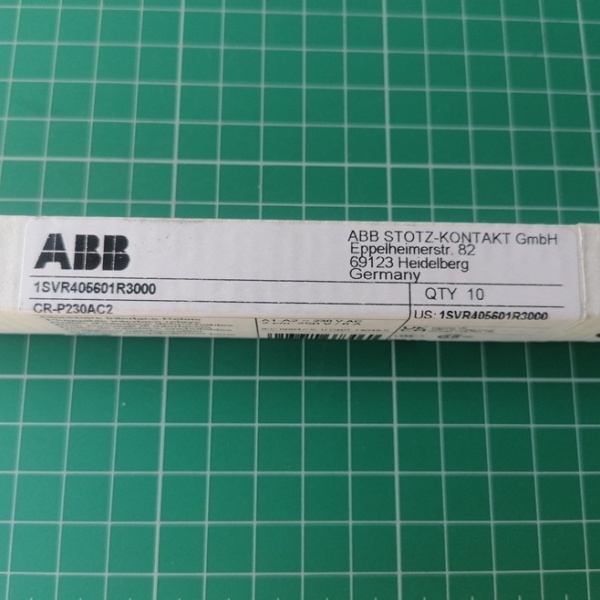 ABB
ABB STOTZ-KONTAKT GmbH
Eppelheimerstr. 82
69123 Heidelberg
Germany
1SVR405601R3000
QTY 10
CR-P230AC2
US: 1SVR405601R3000